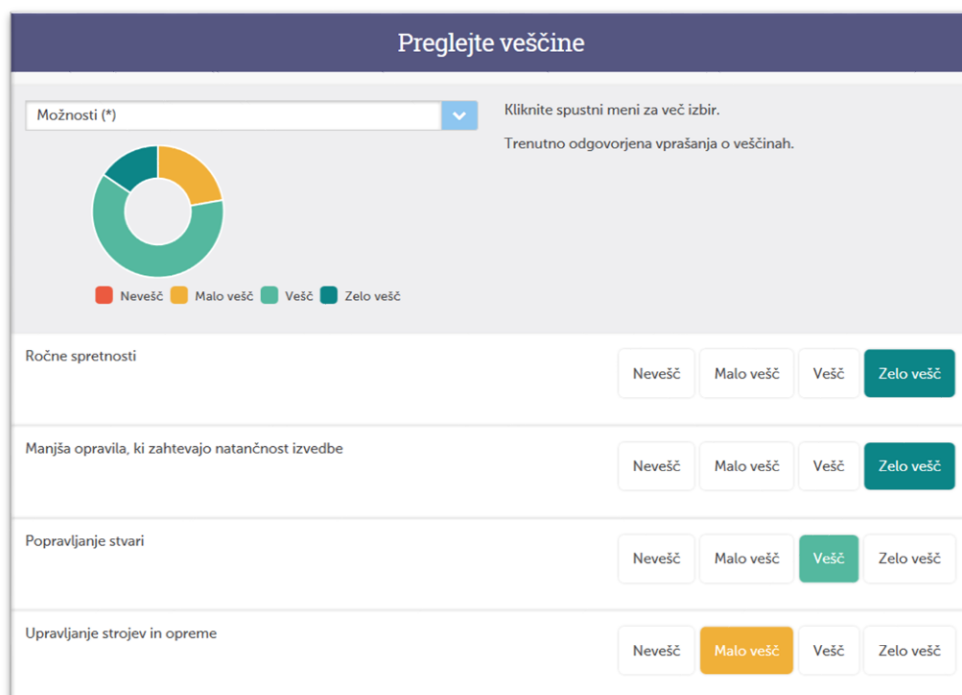 Preglejte veščine
Možnosti (*)
Kliknite spustni meni za več izbir.
Trenutno odgovorjena vprašanja o veščinah.
Nevešč Malo vešč Vešč Zelo vešč
Ročne spretnosti
Nevešč Malo vešč Vešč Zelo vešč
Manjša opravila, ki zahtevajo natančnost izvedbe
Nevešč Malo vešč Vešč Zelo vešč
Popravljanje stvari
Nevešč Malo vešč Vešč Zelo vešč
Upravljanje strojev in opreme
Nevešč Malo vešč Vešč Zelo vešč